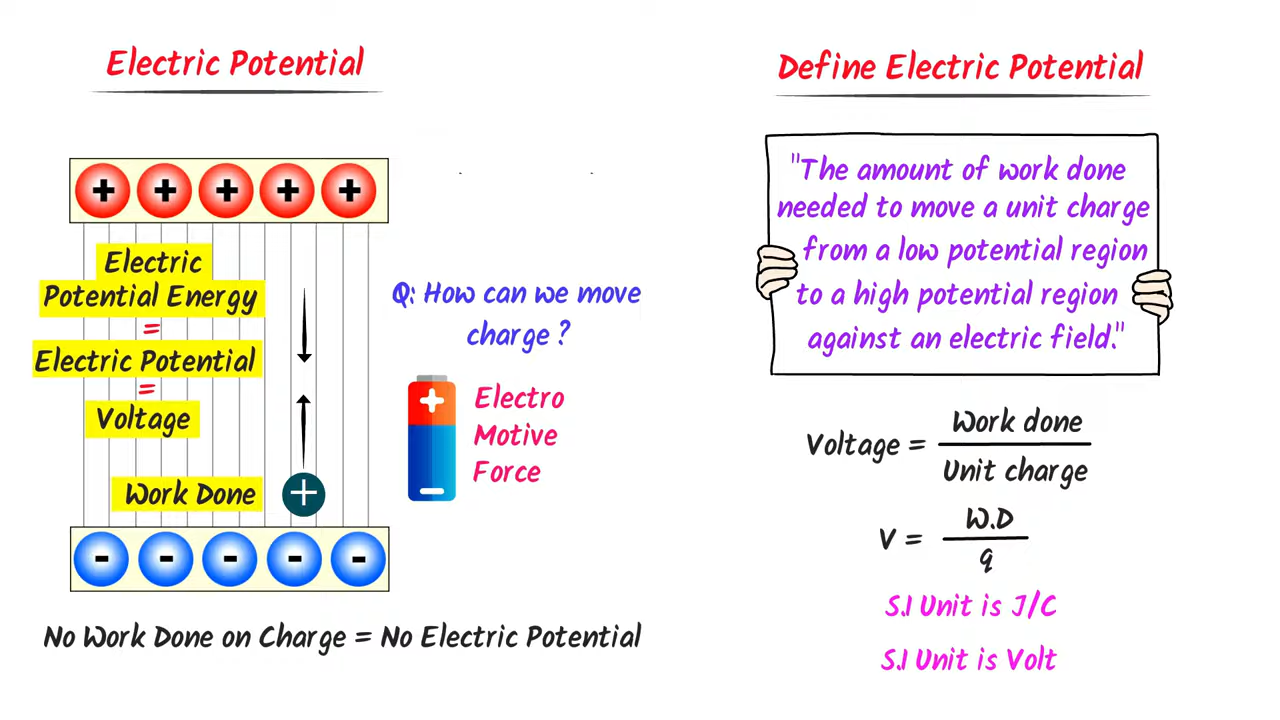 Electric Potential
+ + + + +
Electric
Potential Energy
=
Electric Potential
=
Voltage
Work Done
+
- - - - -
Q: How can we move
charge ?
+
Electro
Motive
Force
-
No Work Done on Charge = No Electric Potential
Define Electric Potential
"The amount of work done
needed to move a unit charge
from a low potential region
to a high potential region
against an electric field."
Voltage = Work done
Unit charge
V = W.D
q
S.I Unit is J/C
S.I Unit is Volt